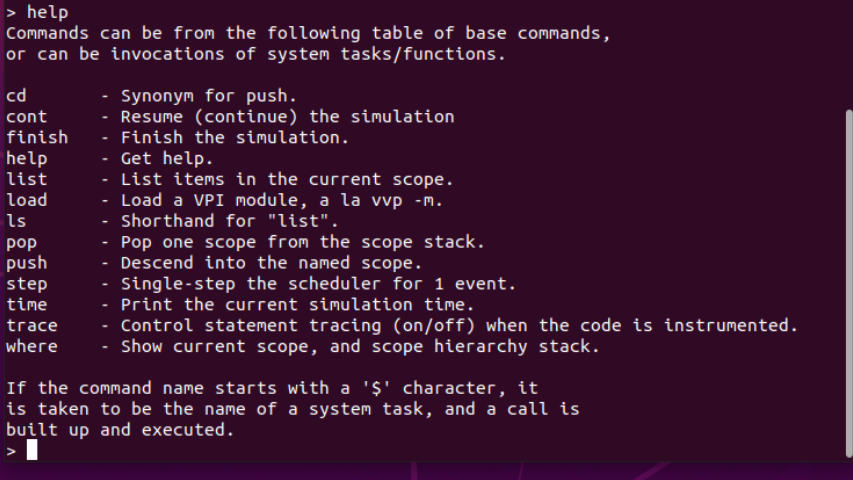 > help
Commands can be from the following table of base commands,
or can be invocations of system tasks/functions.
cd - Synonym for push.
cont - Resume (continue) the simulation
finish - Finish the simulation.
help - Get help.
list - List items in the current scope.
load - Load a VPI module, a la vvp -m.
ls - Shorthand for "list".
pop - Pop one scope from the scope stack.
push - Descend into the named scope.
step - Single-step the scheduler for 1 event.
time - Print the current simulation time.
trace - Control statement tracing (on/off) when the code is instrumented.
where - Show current scope, and scope hierarchy stack.
If the command name starts with a '$' character, it
is taken to be the name of a system task, and a call is
built up and executed.
>